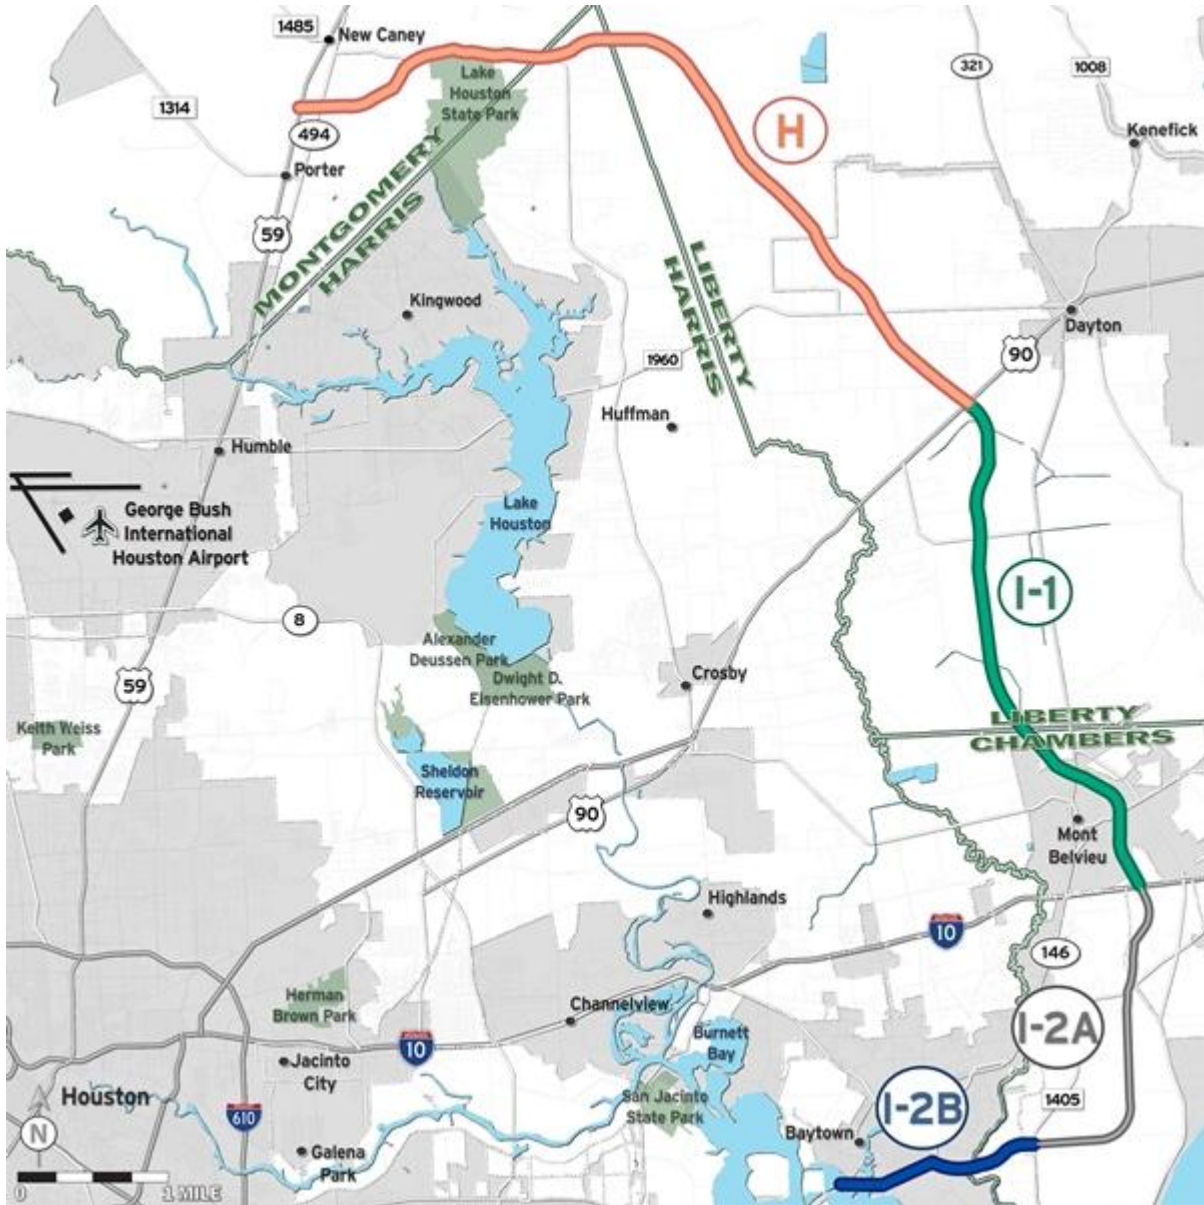 1485
New Caney
321
1008
Lake
Houston
State Park
1314
H
494
Kenefick
Porter
MONTGOMERY
HARRIS
59
LIBERTY
HARRIS
Kingwood
Dayton
90
1960
Huffman
Humble
George Bush
International
Houston Airport
Lake
Houston
I-1
8
Alexander
Deussen Park
Dwight D.
Eisenhower Park
Crosby
59
Keith Weiss
Park
LIBERTY
CHAMBERS
Sheldon
Reservoir
90
Mont
Belvieu
Highlands
10
146
Herman
Brown Park
Channelview
I-2A
Burnett
Bay
10
Jacinto
City
Houston
San Jacinto
State Park
610
I-2B
1405
Baytown
N
Galena
Park
0
1 MILE